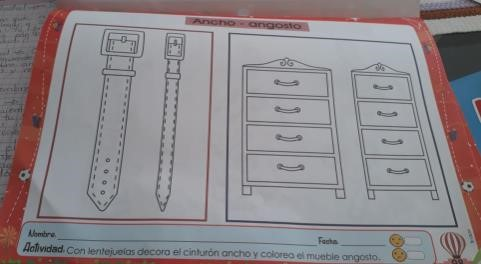 Ancho - angosto
Nombre:
Fecha:
Actividad: Con lentejuelas decora el cinturón ancho y colorea el mueble angosto.